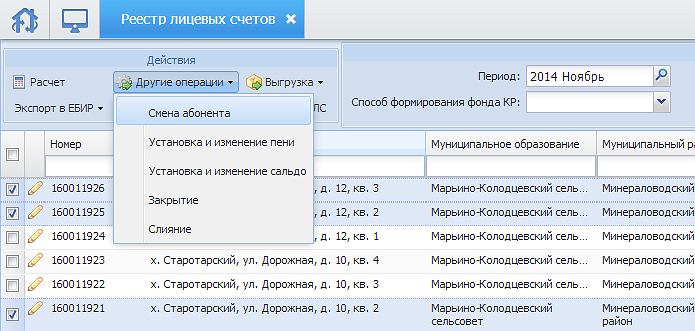 Реестр лицевых счетов
Действия
Расчет Другие операции Выгрузка
Экспорт в ЕБИР ЛС
Период: 2014 Ноябрь
Способ формирования фонда КР:
Смена абонента
Установка и изменение пени
Установка и изменение сальдо
Закрытие
Слияние
Номер Муниципальное образование Муниципальный ра
160011926 , д. 12, кв. 3 Марьино-Колодцевский сель... Минераловодский
160011925 , д. 12, кв. 2 Марьино-Колодцевский сель... Минераловодский
160011924 , д. 12, кв. 1 Марьино-Колодцевский сель... Минераловодский
160011923 х. Старотарский, ул. Дорожная, д. 10, кв. 4 Марьино-Колодцевский сель... Минераловодский
160011922 х. Старотарский, ул. Дорожная, д. 10, кв. 3 Марьино-Колодцевский сель... Минераловодский
160011921 х. Старотарский, ул. Дорожная, д. 10, кв. 2 Марьино-Колодцевский Минераловодский
сельсовет район